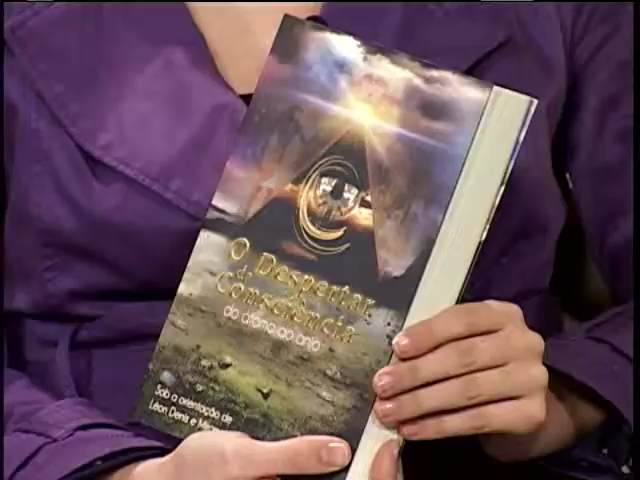 O Despertar
da
Consciência
do átomo ao anjo
Sob a orientação de
Léon Denis e